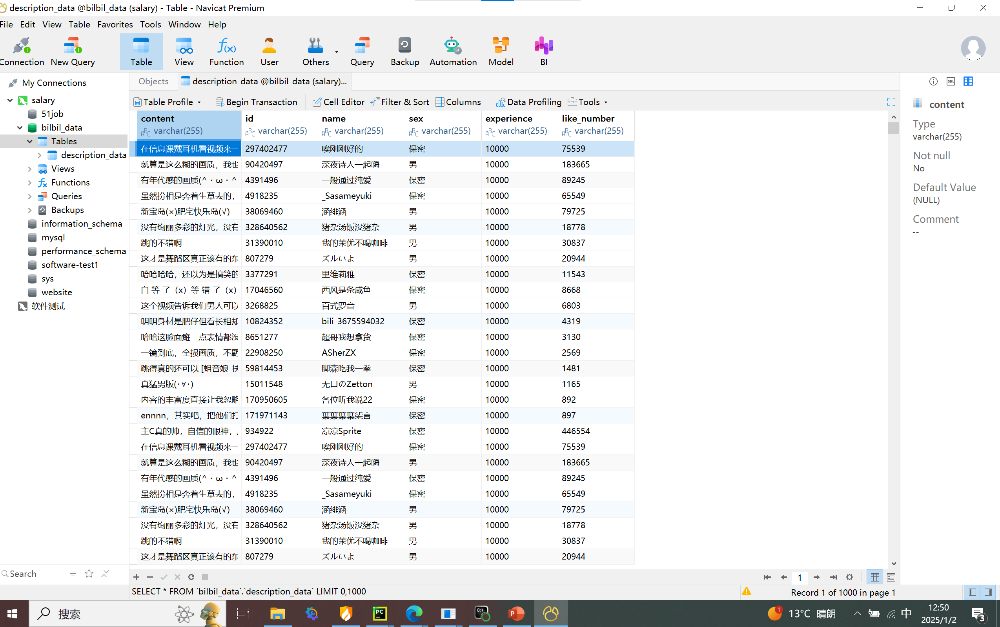 description_data @bilbil_data (salary) - Table - Navicat Premium
File Edit View Table Favorites Tools Window Help
Connection New Query Table View Function User Others Query Backup Automation Model BI
My Connections
salary
51job
bilbil_data
Tables
description_data
Views
Functions
Queries
Backups
information_schema
mysql
performance_schema
software-test1
sys
website
软件测试
Search
Objects description_data @bilbil_data (salary)...
Table Profile Begin Transaction Cell Editor Filter & Sort Columns Data Profiling Tools
content id name sex experience like_number
varchar(255) varchar(255) varchar(255) varchar(255) varchar(255) varchar(255)
在信息课戴耳机看视频来一 297402477 唉刚刚好的 保密 10000 75539
就算是这么糊的画质，我也 90420497 深夜诗人一起嗨 男 10000 183665
有年代感的画质(^・ω・^ 4391496 一般通过纯爱 保密 10000 89245
虽然扮相是奔着生草去的， 4918235 _Sasameyuki 保密 10000 65549
新宝岛(×)肥宅快乐岛(√) 38069460 涵绯涵 男 10000 79725
没有绚丽多彩的灯光，没有 328640562 猪杂汤饭没猪杂 男 10000 18778
跳的不错啊 31390010 我的茉优不喝咖啡 男 10000 30837
这才是舞蹈区真正该有的东 807279 ズルいよ 男 10000 20944
哈哈哈哈，还以为是搞笑的 3377291 里维莉雅 保密 10000 11543
白 等 了（x）等 错 了（x） 17046560 西风是条咸鱼 保密 10000 8668
这个视频告诉我们男人可以 3268825 百式罗音 男 10000 6803
明明身材是肥仔但看长相却 10824352 bili_3675594032 保密 10000 4319
哈哈这脸面瘫一点表情都没 8651277 超哥我想拿货 保密 10000 3130
一镜到底，全损画质，不羁 22908250 ASherZX 保密 10000 2569
跳得真的还可以 [蛆音娘_扶 59814453 脚森吃我一拳 保密 10000 1481
真猛男版(･∀･) 15011548 无口のZetton 男 10000 1165
内容的丰富度直接让我忽略 170950605 各位听我说22 保密 10000 892
ennnn，其实吧，把他们打 171971143 葉葉葉葉柒言 保密 10000 897
主C真的帅，自信的眼神， 934922 凉凉Sprite 保密 10000 446554
在信息课戴耳机看视频来一 297402477 唉刚刚好的 保密 10000 75539
就算是这么糊的画质，我也 90420497 深夜诗人一起嗨 男 10000 183665
有年代感的画质(^・ω・^ 4391496 一般通过纯爱 保密 10000 89245
虽然扮相是奔着生草去的， 4918235 _Sasameyuki 保密 10000 65549
新宝岛(×)肥宅快乐岛(√) 38069460 涵绯涵 男 10000 79725
没有绚丽多彩的灯光，没有 328640562 猪杂汤饭没猪杂 男 10000 18778
跳的不错啊 31390010 我的茉优不喝咖啡 男 10000 30837
这才是舞蹈区真正该有的东 807279 ズルいよ 男 10000 20944
1
SELECT * FROM `bilbil_data`.`description_data` LIMIT 0,1000
Record 1 of 1000 in page 1
DDL
content
Type
varchar(255)
Not null
No
Default Value
(NULL)
Comment
--
搜索
PC
C:\
P
1
13°C 晴朗
中
12:50
2025/1/2
3